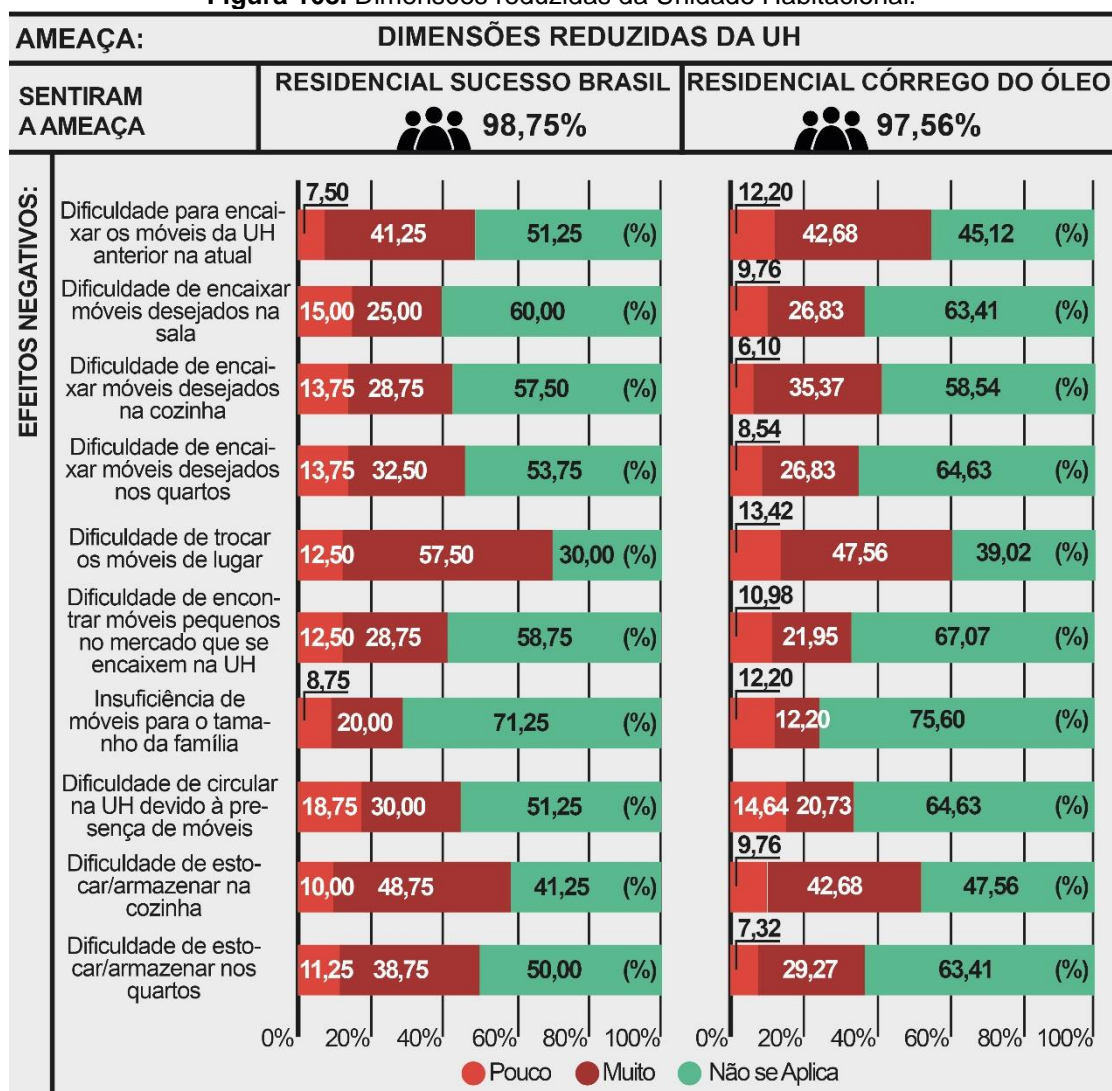 Figura 103. Dimensões reduzidas da Unidade Habitacional.
AMEAÇA:
DIMENSÕES REDUZIDAS DA UH
SENTIRAM
A AMEAÇA
RESIDENCIAL SUCESSO BRASIL
98,75%
RESIDENCIAL CÓRREGO DO ÓLEO
97,56%
EFEITOS NEGATIVOS:
Dificuldade para encai-
xar os móveis da UH
anterior na atual
7,50
41,25 51,25 (%)
12,20
42,68 45,12 (%)
Dificuldade de encaixar
móveis desejados na
sala
15,00 25,00 60,00 (%)
9,76
26,83 63,41 (%)
Dificuldade de encai-
xar móveis desejados
na cozinha
13,75 28,75 57,50 (%)
6,10
35,37 58,54 (%)
Dificuldade de encai-
xar móveis desejados
nos quartos
13,75 32,50 53,75 (%)
8,54
26,83 64,63 (%)
Dificuldade de trocar
os móveis de lugar
12,50 57,50 30,00 (%)
13,42
47,56 39,02 (%)
Dificuldade de encon-
trar móveis pequenos
no mercado que se
encaixem na UH
12,50 28,75 58,75 (%)
10,98
21,95 67,07 (%)
Insuficiência de
móveis para o tama-
nho da família
8,75
20,00 71,25 (%)
12,20
12,20 75,60 (%)
Dificuldade de circular
na UH devido à pre-
sença de móveis
18,75 30,00 51,25 (%)
14,64 20,73 64,63 (%)
Dificuldade de esto-
car/armazenar na
cozinha
10,00 48,75 41,25 (%)
9,76
42,68 47,56 (%)
Dificuldade de esto-
car/armazenar nos
quartos
11,25 38,75 50,00 (%)
7,32
29,27 63,41 (%)
0% 20% 40% 60% 80% 100%
0% 20% 40% 60% 80% 100%
Pouco Muito Não se Aplica